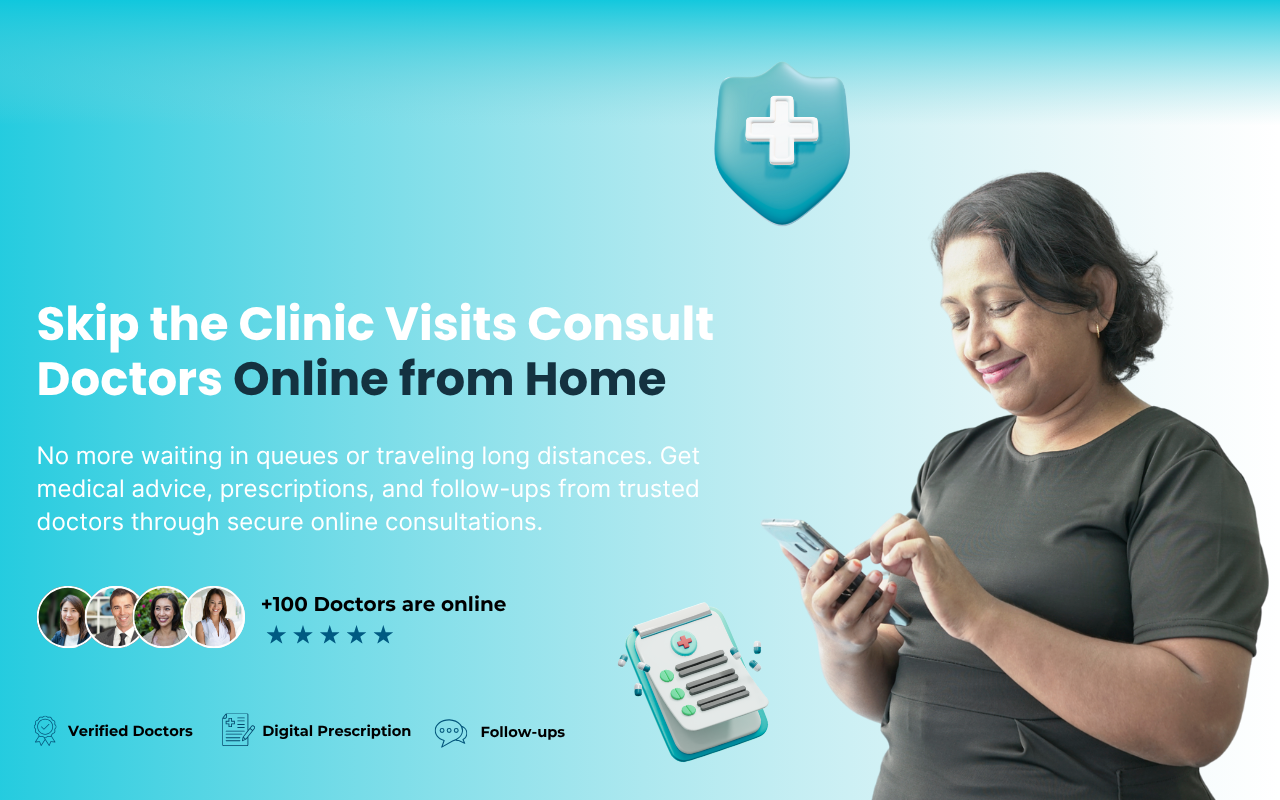 Skip the Clinic Visits Consult
Doctors Online from Home
No more waiting in queues or traveling long distances. Get
medical advice, prescriptions, and follow-ups from trusted
doctors through secure online consultations.
+100 Doctors are online
Verified Doctors
Digital Prescription
Follow-ups